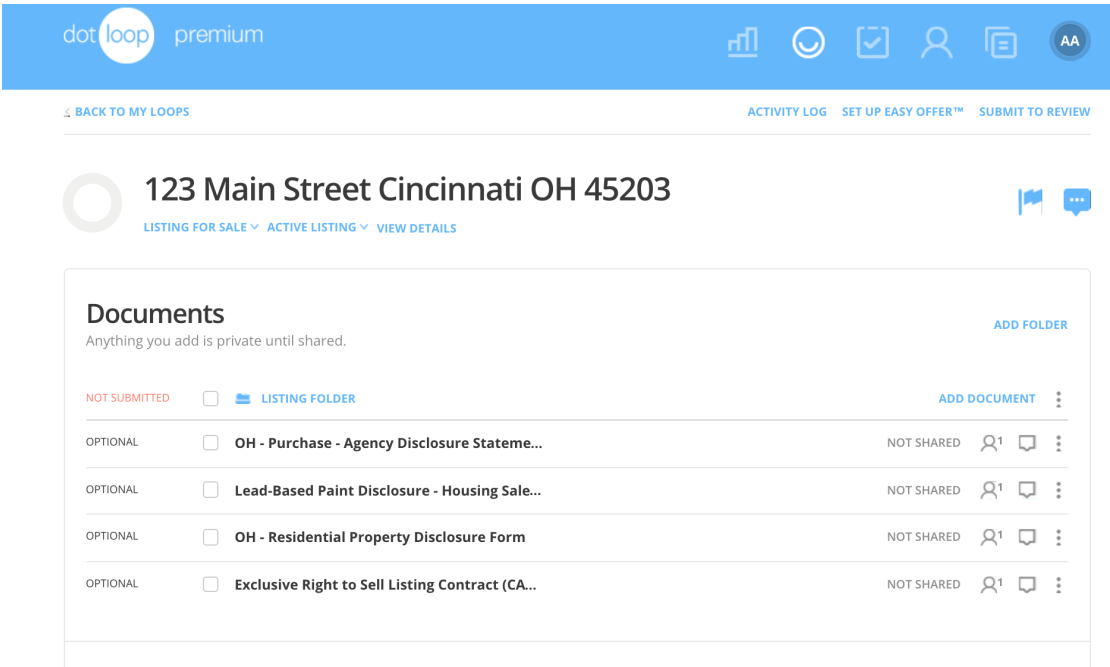 dot loop premium
AA
BACK TO MY LOOPS
ACTIVITY LOG SET UP EASY OFFER™ SUBMIT TO REVIEW
123 Main Street Cincinnati OH 45203
LISTING FOR SALE ACTIVE LISTING VIEW DETAILS
Documents
Anything you add is private until shared.
ADD FOLDER
NOT SUBMITTED LISTING FOLDER ADD DOCUMENT
OPTIONAL OH - Purchase - Agency Disclosure Stateme... NOT SHARED 1
OPTIONAL Lead-Based Paint Disclosure - Housing Sale... NOT SHARED 1
OPTIONAL OH - Residential Property Disclosure Form NOT SHARED 1
OPTIONAL Exclusive Right to Sell Listing Contract (CA... NOT SHARED 1